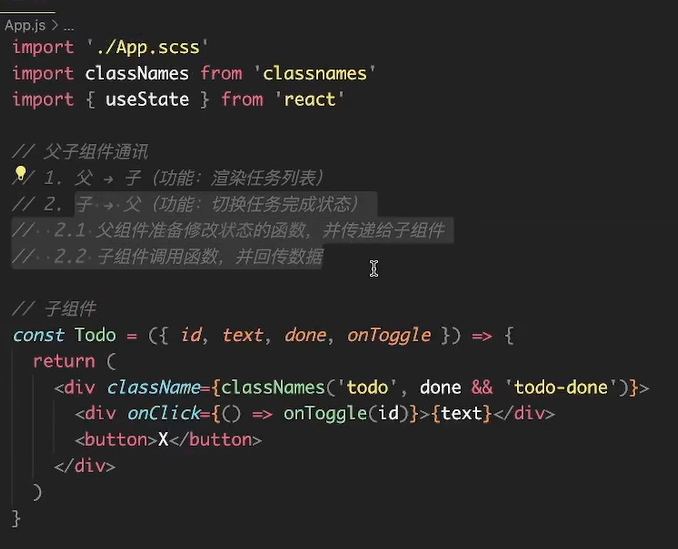 App.js > ...
import './App.scss'
import classNames from 'classnames'
import { useState } from 'react'
// 父子组件通讯
// 1. 父 → 子（功能：渲染任务列表）
// 2. 子 → 父（功能：切换任务完成状态）
//  2.1 父组件准备修改状态的函数，并传递给子组件
//  2.2 子组件调用函数，并回传数据
// 子组件
const Todo = ({ id, text, done, onToggle }) => {
  return (
    <div className={classNames('todo', done && 'todo-done')}>
      <div onClick={() => onToggle(id)}>{text}</div>
      <button>X</button>
    </div>
  )
}